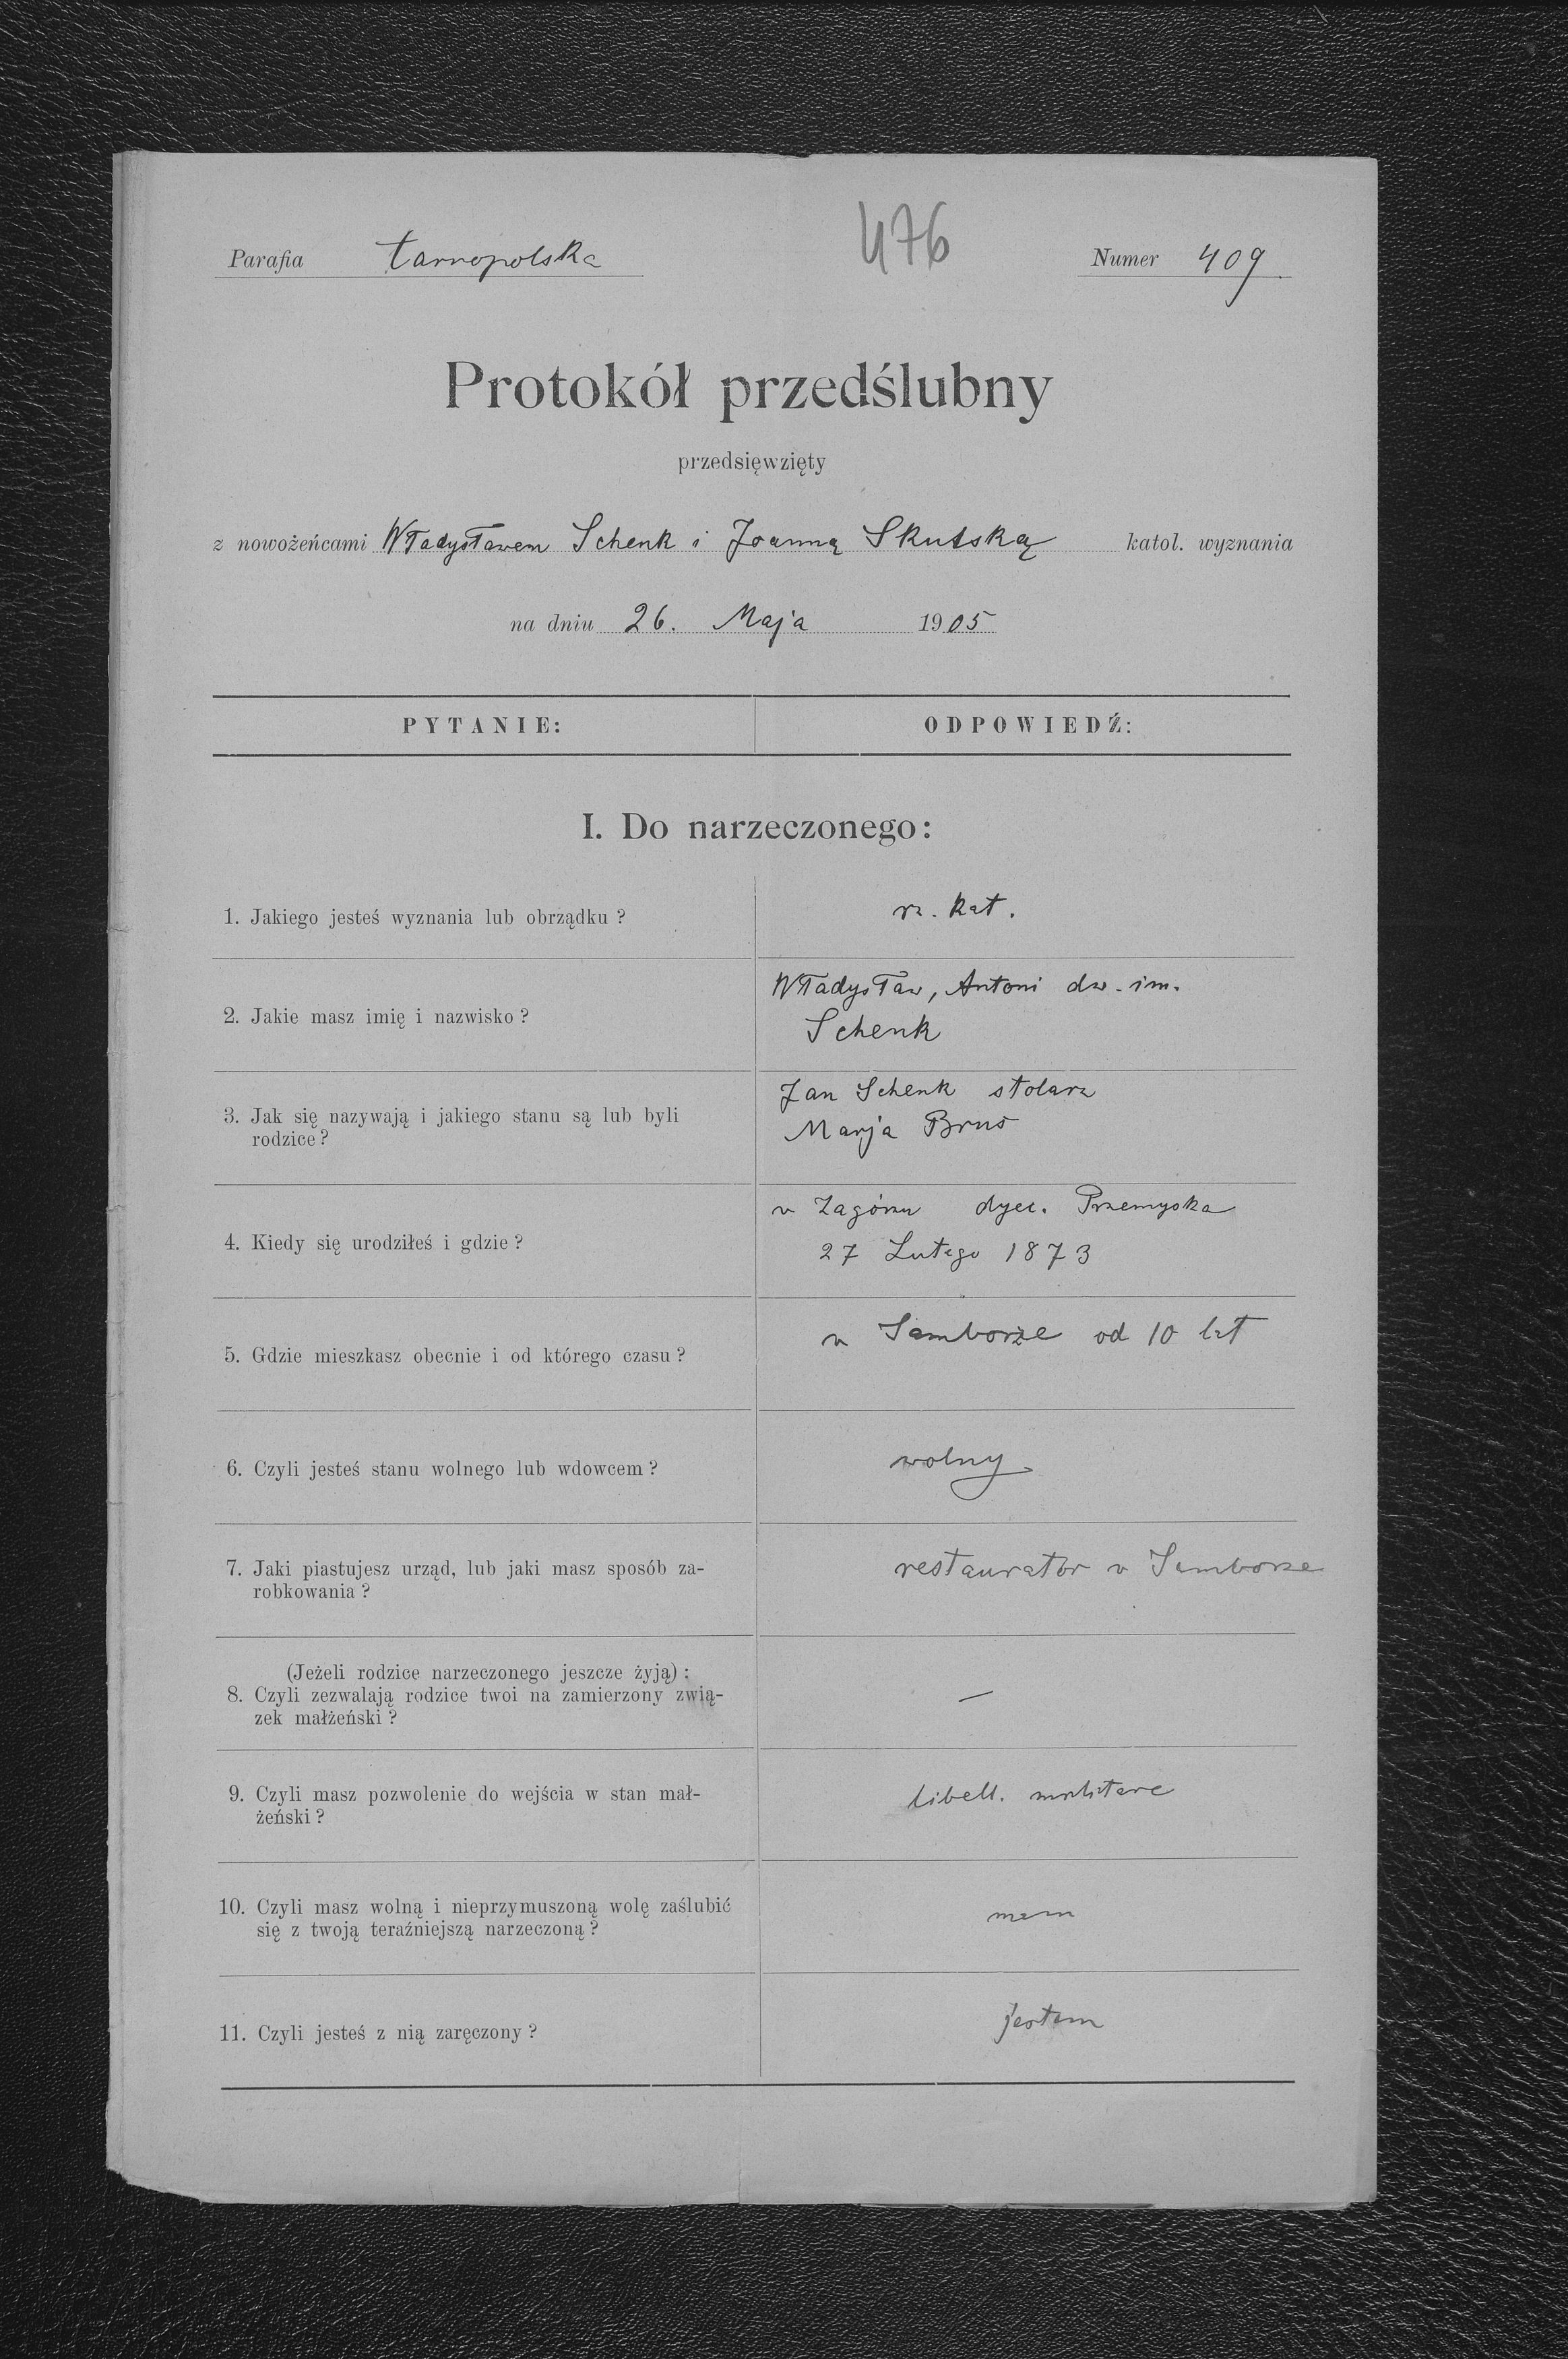 Parafia tarnopolska
476
Numer 409.
Protokół przedślubny
przedsięwzięty
z nowożeńcami Władysławem Schenk i Joanną Skutską katol. wyznania
na dniu 26. Maja 1905
PYTANIE:
ODPOWIEDŹ:
I. Do narzeczonego:
1. Jakiego jesteś wyznania lub obrządku ?
rz. kat.
2. Jakie masz imię i nazwisko ?
Władysław, Antoni dw. im.
Schenk
3. Jak się nazywają i jakiego stanu są lub byli
rodzice ?
Jan Schenk stolarz
Marja Bruś
4. Kiedy się urodziłeś i gdzie ?
w Zagórzu dyec. Przemyska
27 Lutego 1873
5. Gdzie mieszkasz obecnie i od którego czasu ?
w Samborze od 10 lat
6. Czyli jesteś stanu wolnego lub wdowcem ?
wolny
7. Jaki piastujesz urząd, lub jaki masz sposób za-
robkowania ?
restaurator w Samborze
(Jeżeli rodzice narzeczonego jeszcze żyją) :
8. Czyli zezwalają rodzice twoi na zamierzony zwią-
zek małżeński ?
—
9. Czyli masz pozwolenie do wejścia w stan mał-
żeński ?
libell. militare
10. Czyli masz wolną i nieprzymuszoną wolę zaślubić
się z twoją teraźniejszą narzeczoną ?
mam
11. Czyli jesteś z nią zaręczony ?
jestem